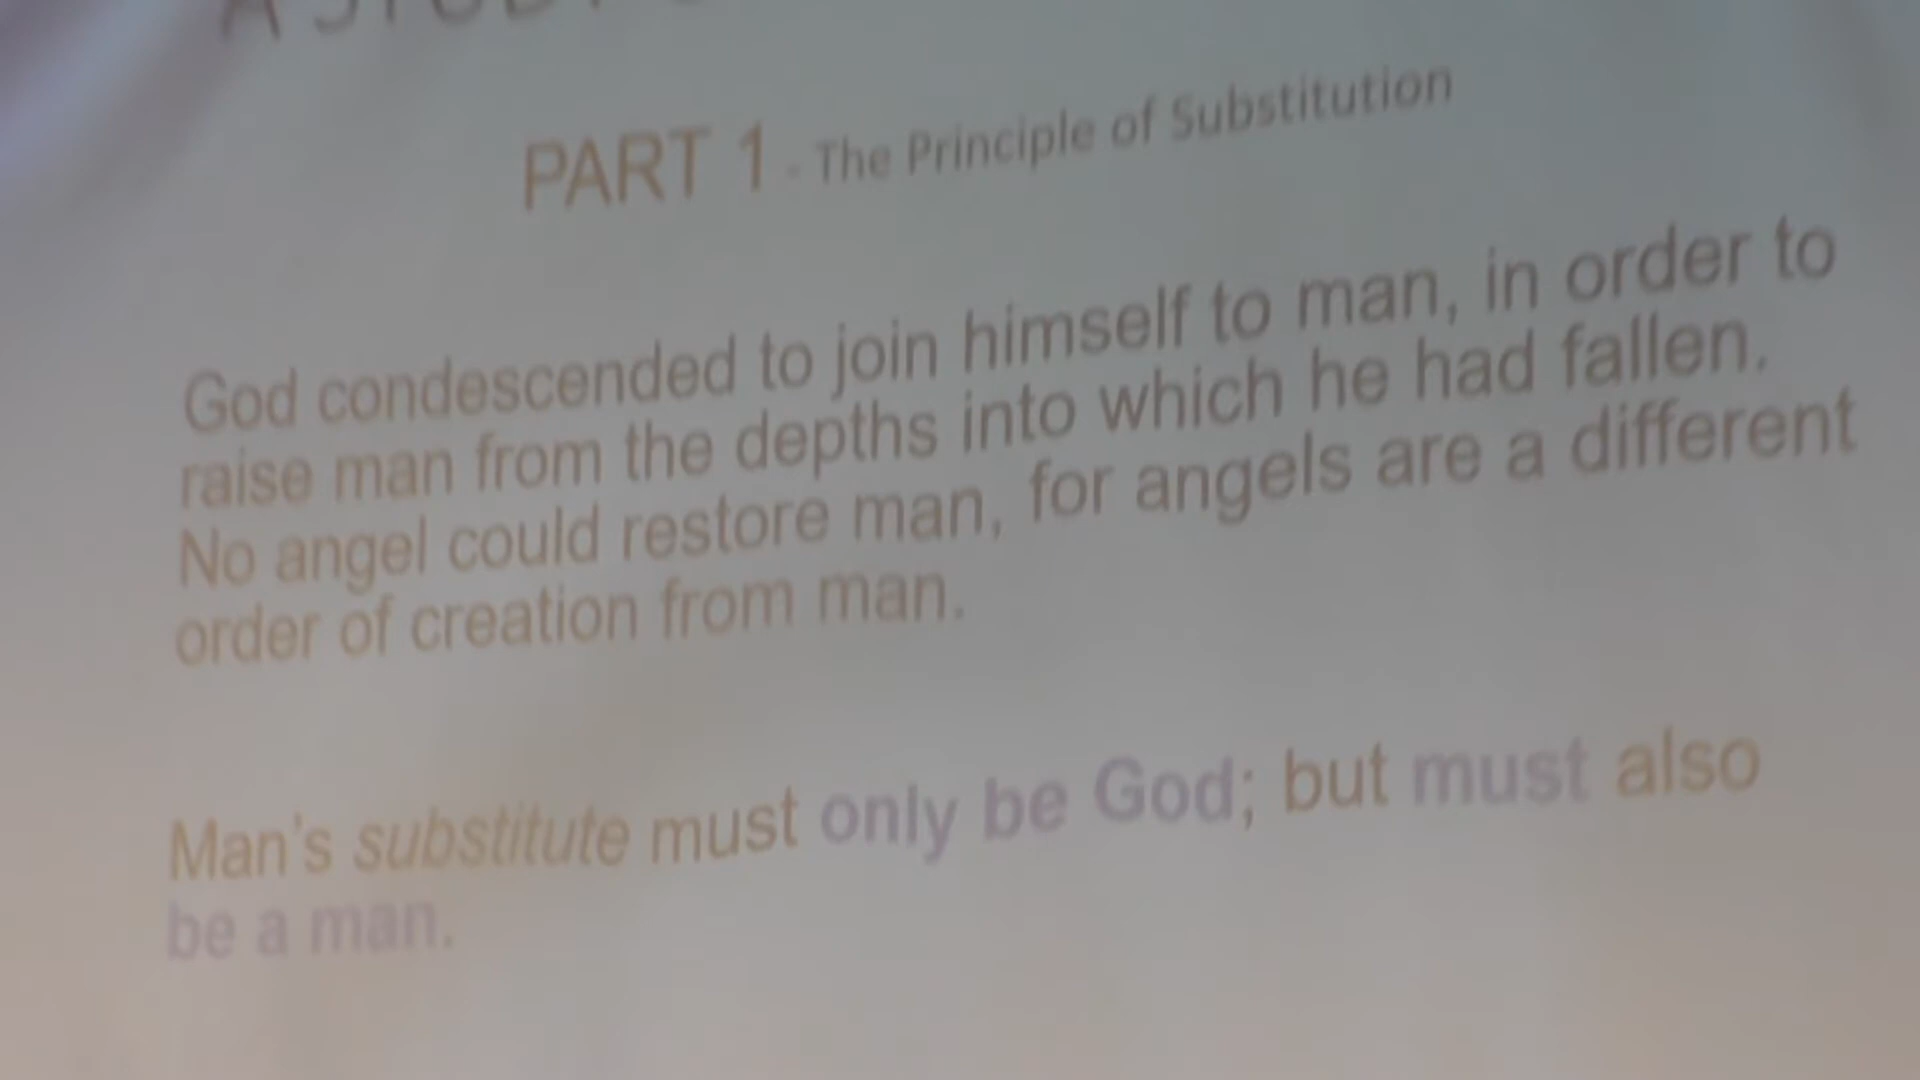 A STUDY
PART 1 - The Principle of Substitution
God condescended to join himself to man, in order to
raise man from the depths into which he had fallen.
No angel could restore man, for angels are a different
order of creation from man.
Man's substitute must only be God; but must also
be a man.